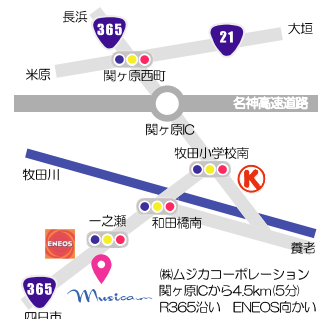 長浜
365
21
大垣
米原
関ヶ原西町
名神高速道路
関ヶ原IC
牧田小学校南
K
牧田川
和田橋南
一之瀬
養老
ENEOS
365
Musica
四日市
㈱ムジカコーポレーション
関ヶ原ICから4.5km(5分)
R365沿い ENEOS向かい